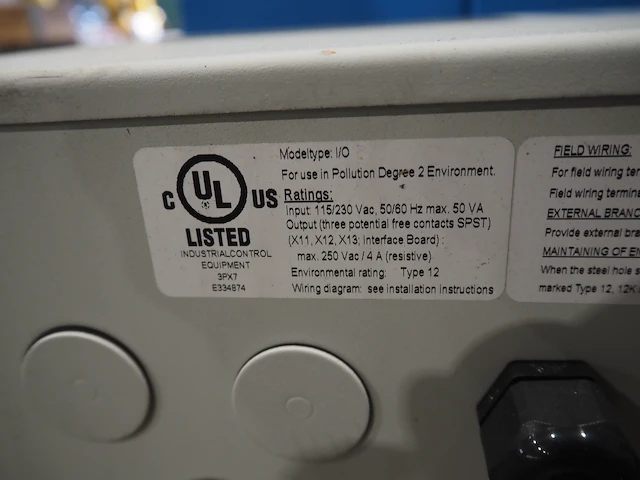 C UL US
LISTED
INDUSTRIALCONTROL
EQUIPMENT
3PX7
E334874
Modeltype: I/O
For use in Pollution Degree 2 Environment.
Ratings:
Input: 115/230 Vac, 50/60 Hz max. 50 VA
Output (three potential free contacts SPST)
(X11, X12, X13; Interface Board) :
max. 250 Vac / 4 A (resistive)
Environmental rating: Type 12
Wiring diagram: see installation instructions
FIELD WIRING:
For field wiring ter
Field wiring termina
EXTERNAL BRANC
Provide external bra
MAINTAINING OF EN
When the steel hole s
marked Type 12, 12K